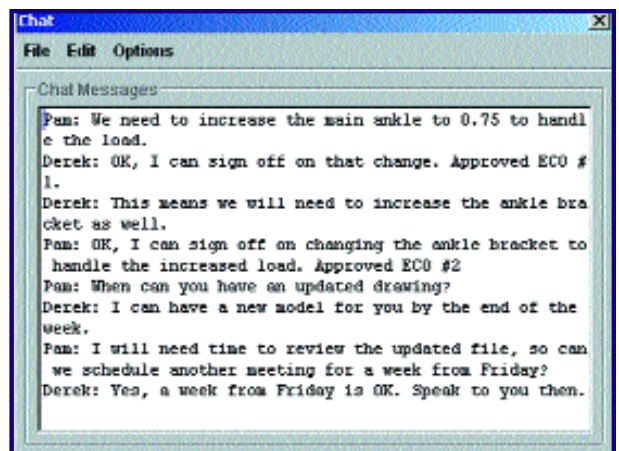 Chat
File Edit Options
Chat Messages
Pam: We need to increase the main ankle to 0.75 to handl
e the load.
Derek: OK, I can sign off on that change. Approved ECO #
1.
Derek: This means we will need to increase the ankle bra
cket as well.
Pam: OK, I can sign off on changing the ankle bracket to
handle the increased load. Approved ECO #2
Pam: When can you have an updated drawing?
Derek: I can have a new model for you by the end of the
week.
Pam: I will need time to review the updated file, so can
we schedule another meeting for a week from Friday?
Derek: Yes, a week from Friday is OK. Speak to you then.